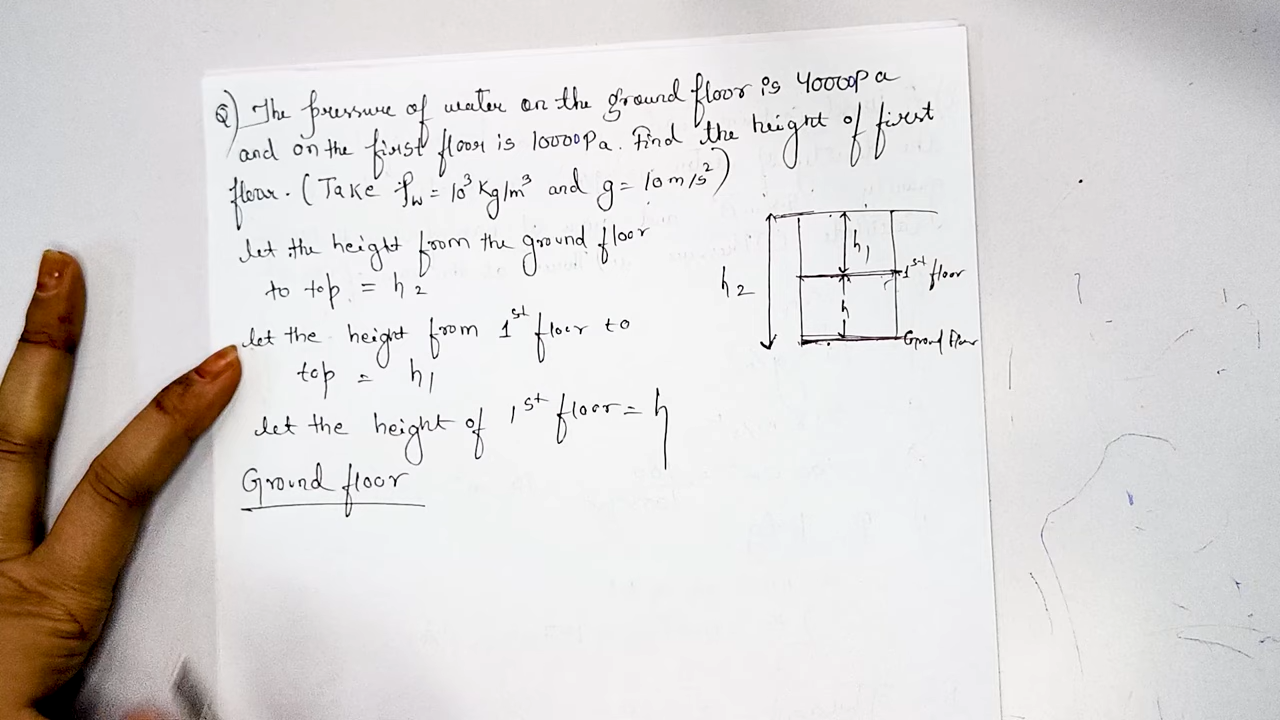 Q) The pressure of water on the ground floor is 40000Pa
and on the first floor is 10000Pa. Find the height of first
floor. (Take ρw = 10³ Kg/m³ and g = 10 m/s²)
let the height from the ground floor
to top = h2
let the height from 1st floor to
top = h1
let the height of 1st floor = h
Ground floor
h1
1st floor
h2
h
Ground floor